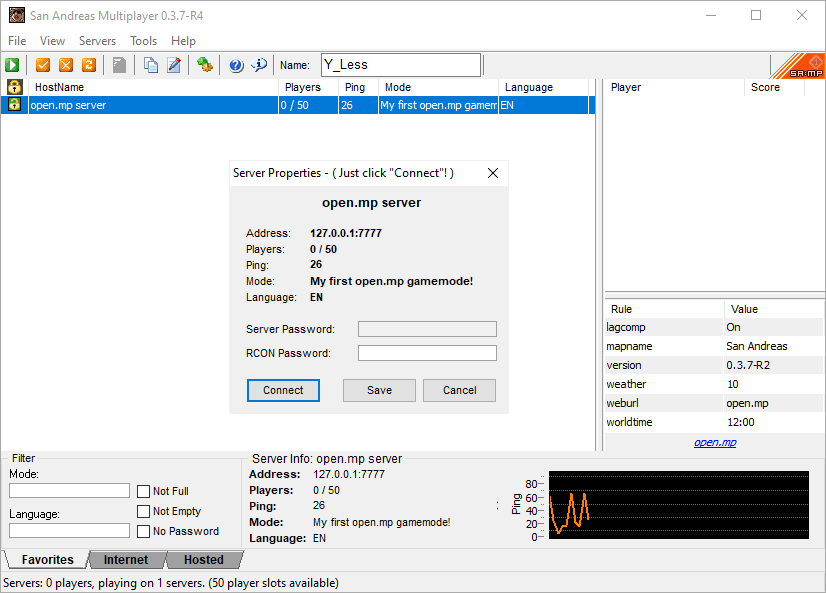 San Andreas Multiplayer 0.3.7-R4
File View Servers Tools Help
Name: Y_Less
SA:MP
HostName Players Ping Mode Language
open.mp server 0 / 50 26 My first open.mp gamem EN
Player Score
Server Properties - ( Just click "Connect"! )
open.mp server
Address: 127.0.0.1:7777
Players: 0 / 50
Ping: 26
Mode: My first open.mp gamemode!
Language: EN
Server Password:
RCON Password:
Connect Save Cancel
Rule Value
lagcomp On
mapname San Andreas
version 0.3.7-R2
weather 10
weburl open.mp
worldtime 12:00
open.mp
Filter
Mode:
Language:
Not Full
Not Empty
No Password
Server Info: open.mp server
Address: 127.0.0.1:7777
Players: 0 / 50
Ping: 26
Mode: My first open.mp gamemode!
Language: EN
:
Ping
80
60
40
20
0
Favorites Internet Hosted
Servers: 0 players, playing on 1 servers. (50 player slots available)